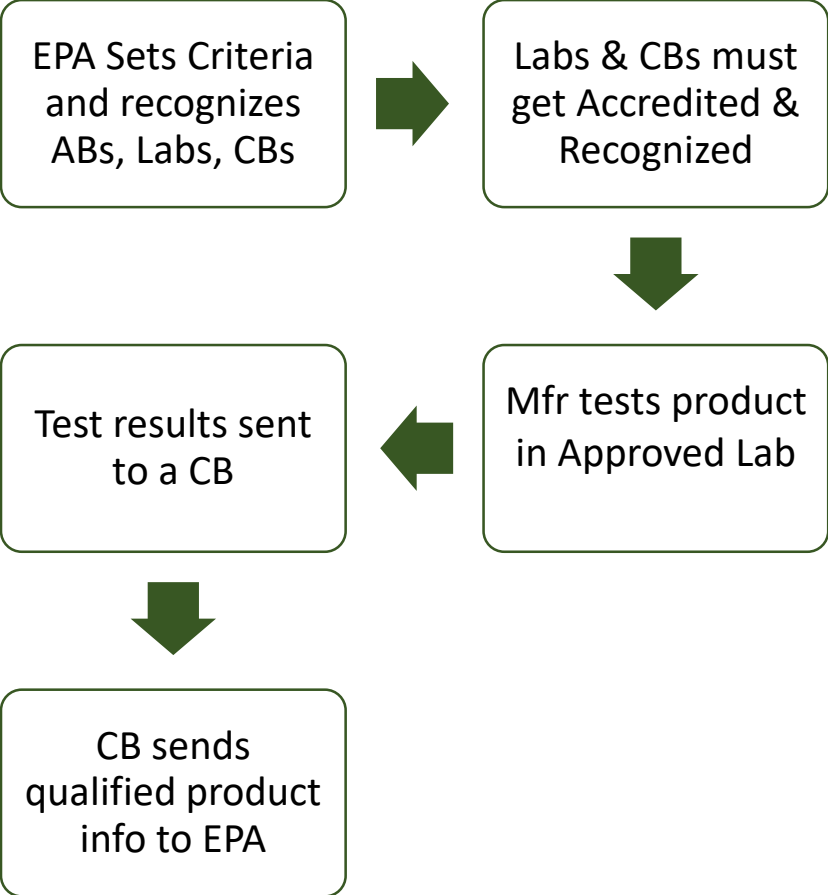 EPA Sets Criteria
and recognizes
ABs, Labs, CBs
Labs & CBs must
get Accredited &
Recognized
Mfr tests product
in Approved Lab
Test results sent
to a CB
CB sends
qualified product
info to EPA